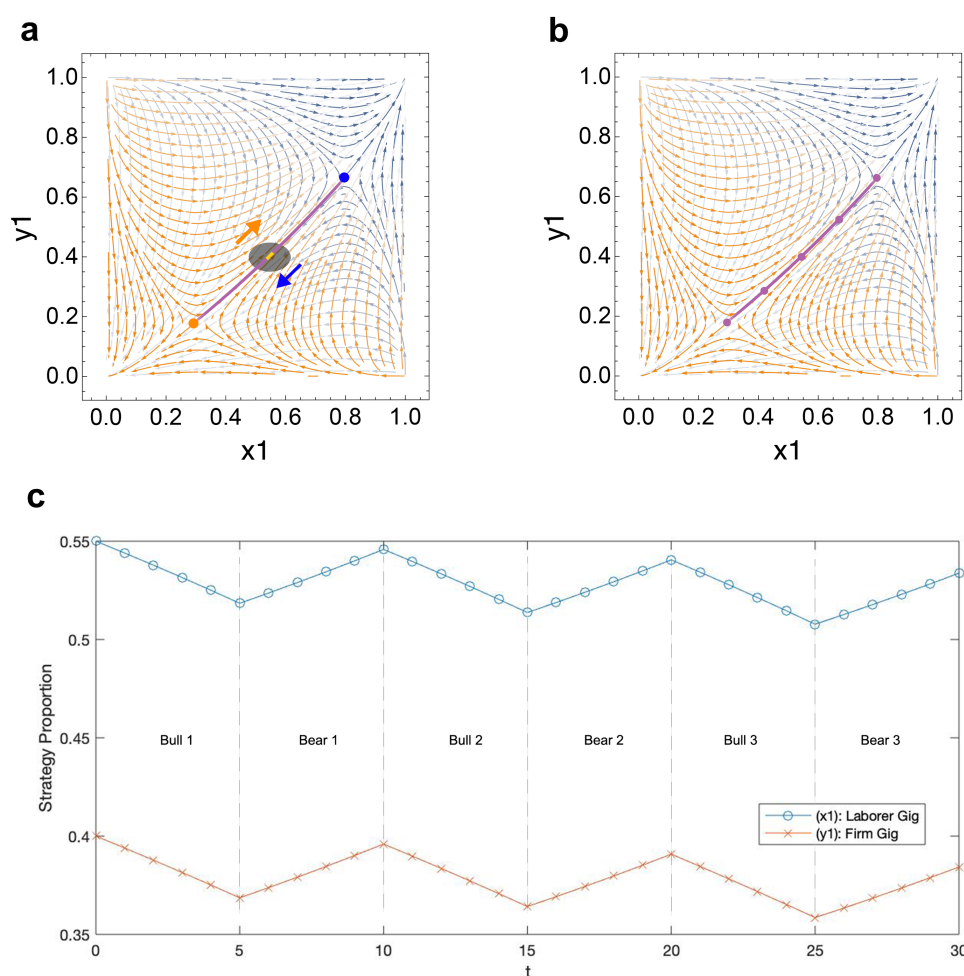 a
b
1.0
0.8
0.6
0.4
0.2
0.0
y1
0.0 0.2 0.4 0.6 0.8 1.0
x1
1.0
0.8
0.6
0.4
0.2
0.0
y1
0.0 0.2 0.4 0.6 0.8 1.0
x1
c
0.55
0.5
0.45
0.4
0.35
Strategy Proportion
Bull 1
Bear 1
Bull 2
Bear 2
Bull 3
Bear 3
(x1): Laborer Gig
(y1): Firm Gig
0 5 10 15 20 25 30
t